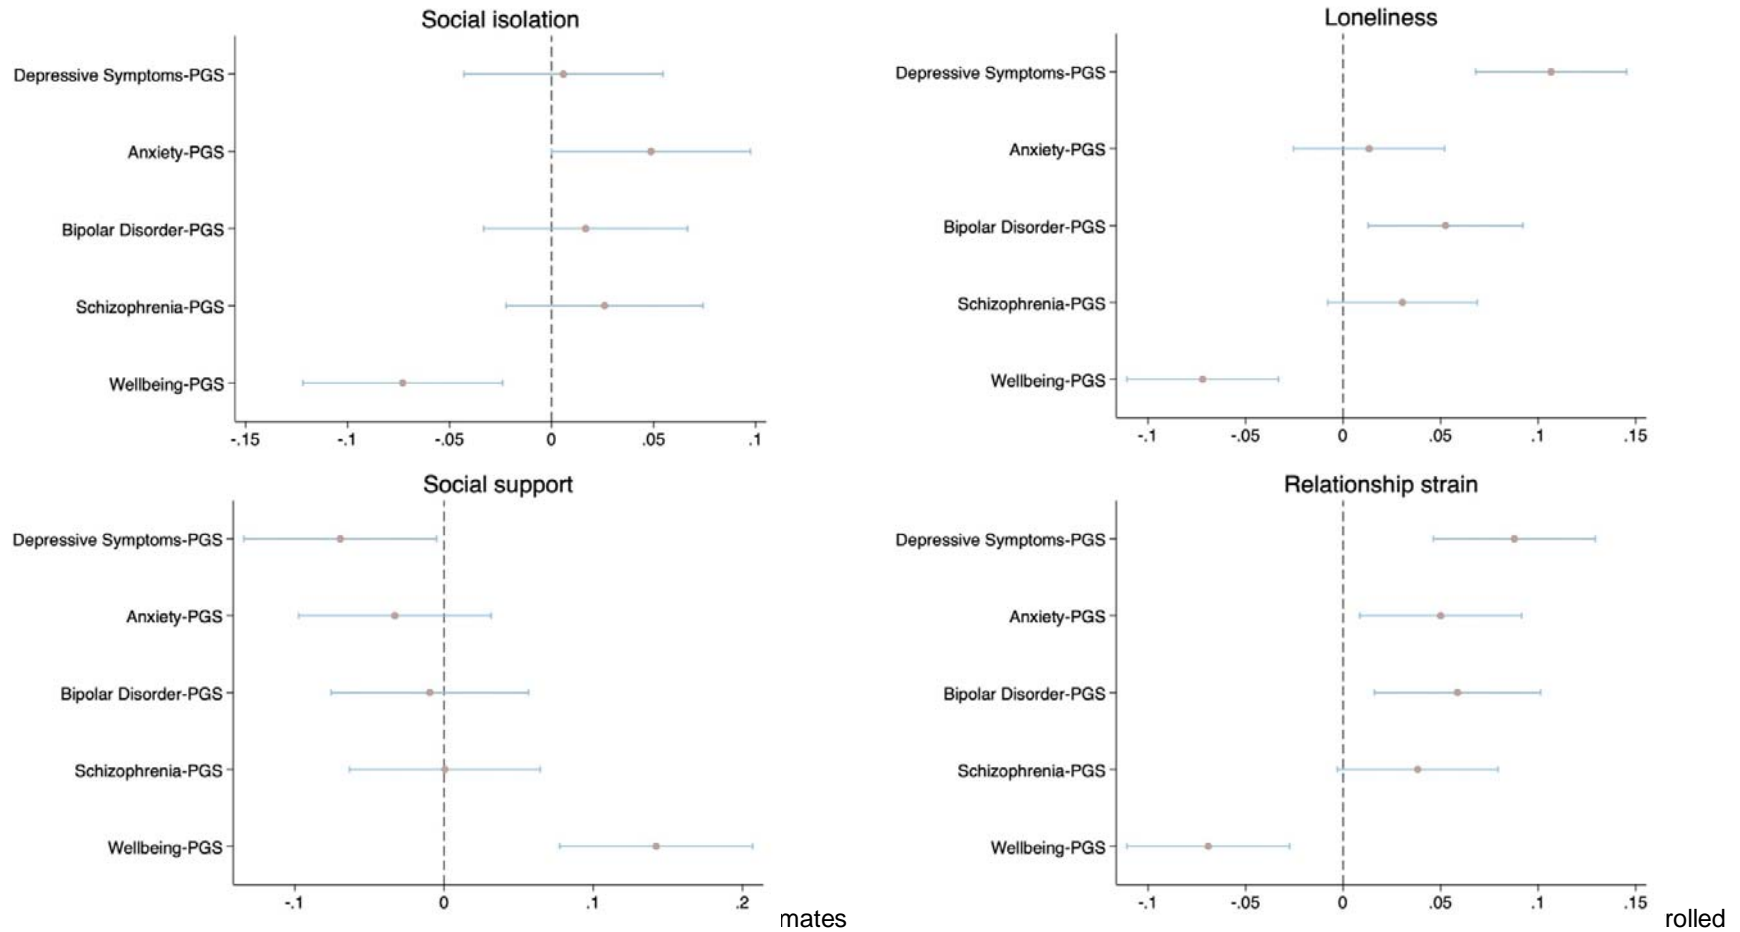 Social isolation
Depressive Symptoms-PGS
Anxiety-PGS
Bipolar Disorder-PGS
Schizophrenia-PGS
Wellbeing-PGS
-.15 -.1 -.05 0 .05 .1
Loneliness
Depressive Symptoms-PGS
Anxiety-PGS
Bipolar Disorder-PGS
Schizophrenia-PGS
Wellbeing-PGS
-.1 -.05 0 .05 .1 .15
Social support
Depressive Symptoms-PGS
Anxiety-PGS
Bipolar Disorder-PGS
Schizophrenia-PGS
Wellbeing-PGS
-.1 0 .1 .2
mates
Relationship strain
Depressive Symptoms-PGS
Anxiety-PGS
Bipolar Disorder-PGS
Schizophrenia-PGS
Wellbeing-PGS
-.1 -.05 0 .05 .1 .15
rolled